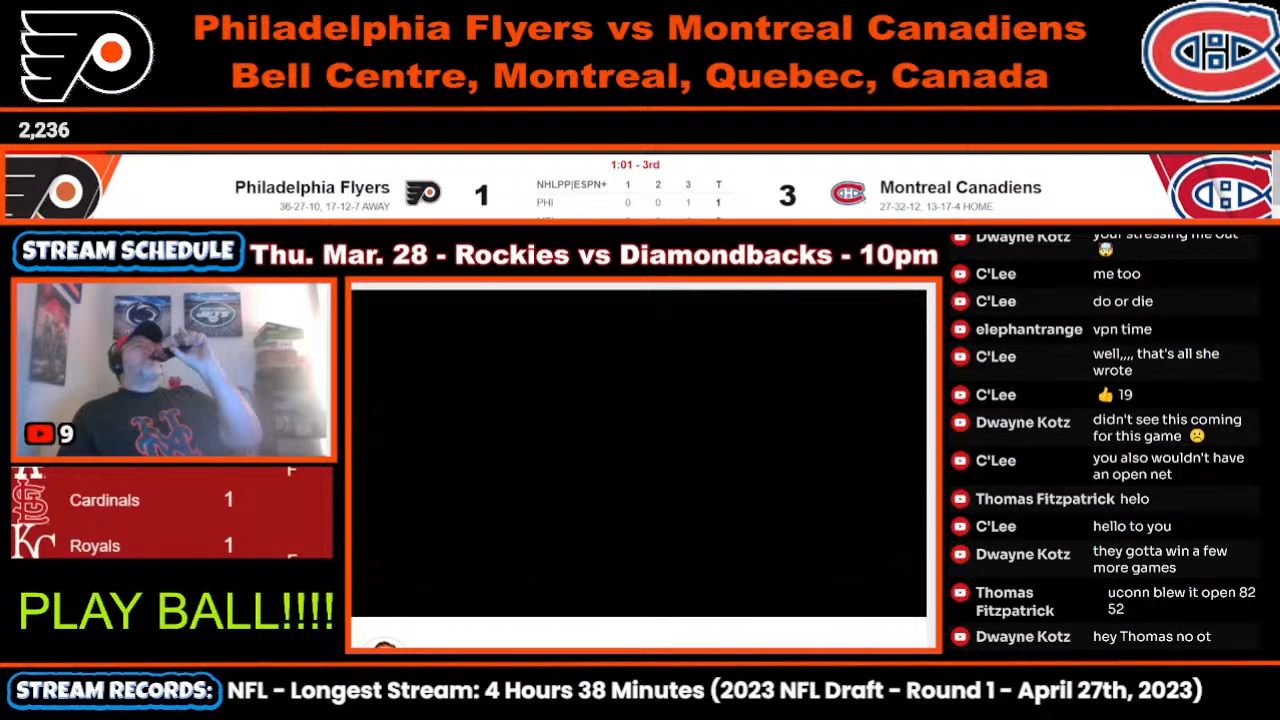 Philadelphia Flyers vs Montreal Canadiens
Bell Centre, Montreal, Quebec, Canada
2,236
1:01 - 3rd
Philadelphia Flyers
36-27-10, 17-12-7 AWAY
1
NHLPP|ESPN+ 1 2 3 T
PHI 0 0 1 1
3
Montreal Canadiens
27-32-12, 13-17-4 HOME
STREAM SCHEDULE
Thu. Mar. 28 - Rockies vs Diamondbacks - 10pm
JETS
9
Cardinals 1
Royals 1
PLAY BALL!!!!
Dwayne Kotz your stressing me out
🤯
C'Lee me too
C'Lee do or die
elephantrange vpn time
C'Lee well,,,, that's all she
wrote
C'Lee 👍 19
Dwayne Kotz didn't see this coming
for this game ☹️
C'Lee you also wouldn't have
an open net
Thomas Fitzpatrick helo
C'Lee hello to you
Dwayne Kotz they gotta win a few
more games
Thomas Fitzpatrick uconn blew it open 82
52
Dwayne Kotz hey Thomas no ot
STREAM RECORDS: NFL - Longest Stream: 4 Hours 38 Minutes (2023 NFL Draft - Round 1 - April 27th, 2023)